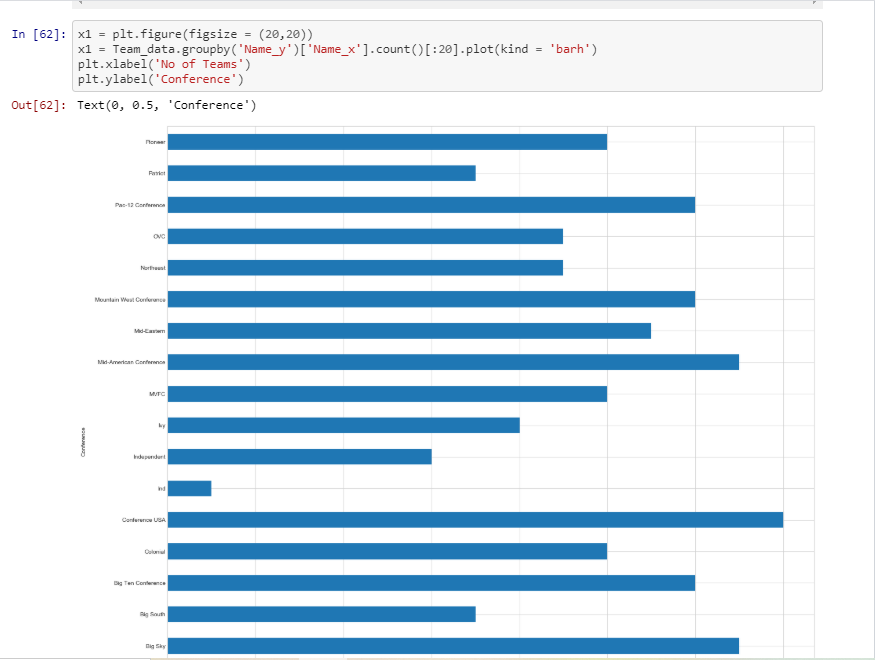 In [62]: x1 = plt.figure(figsize = (20,20))
x1 = Team_data.groupby('Name_y')['Name_x'].count()[:20].plot(kind = 'barh')
plt.xlabel('No of Teams')
plt.ylabel('Conference')
Out[62]: Text(0, 0.5, 'Conference')
Pioneer
Patriot
Pac-12 Conference
OVC
Northeast
Mountain West Conference
Mid-Eastern
Mid-American Conference
MVFC
Ivy
Conference
Independent
Ind
Conference USA
Colonial
Big Ten Conference
Big South
Big Sky